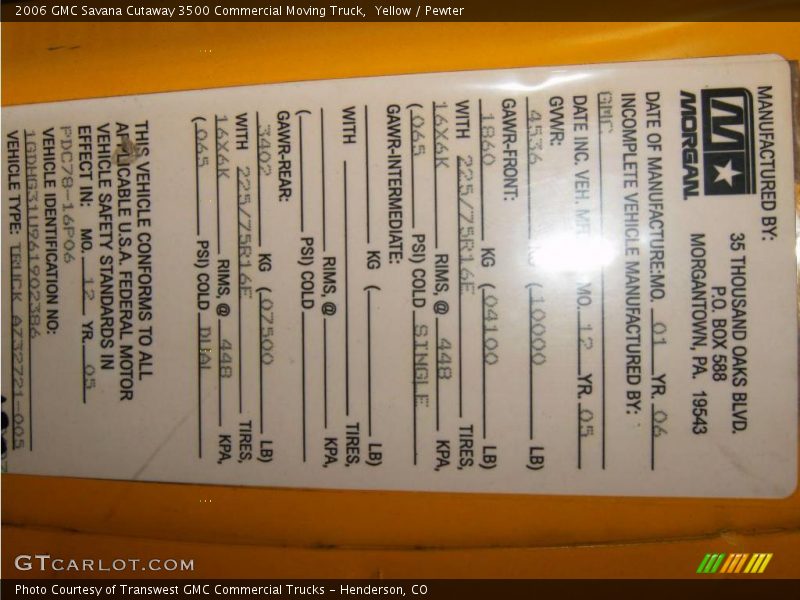 2006 GMC Savana Cutaway 3500 Commercial Moving Truck,  Yellow / Pewter
MANUFACTURED BY:
MORGAN
35 THOUSAND OAKS BLVD.
P.O. BOX 588
MORGANTOWN, PA. 19543
DATE OF MANUFACTURE:MO. 01 YR. 06
INCOMPLETE VEHICLE MANUFACTURED BY:
GMC
DATE INC. VEH. MO. 12 YR. 05
GVWR:
4536 (10000 LB)
GAWR-FRONT:
1860 KG (04100 LB)
WITH 225/75R16E TIRES,
16X6K RIMS, @ 448 KPA,
(065 PSI) COLD SINGLE
GAWR-INTERMEDIATE:
KG ( LB)
WITH TIRES,
RIMS, @ KPA,
( PSI) COLD
GAWR-REAR:
3402 KG (07500 LB)
WITH 225/75R16E TIRES,
16X6K RIMS, @ 448 KPA,
(065 PSI) COLD DUAL
THIS VEHICLE CONFORMS TO ALL
APPLICABLE U.S.A. FEDERAL MOTOR
VEHICLE SAFETY STANDARDS IN
EFFECT IN: MO. 12 YR. 05
PDC78-16P06
VEHICLE IDENTIFICATION NO:
1GDHG31U961902386
VEHICLE TYPE: TRUCK A732721-005
GTCARLOT.COM
Photo Courtesy of Transwest GMC Commercial Trucks - Henderson, CO